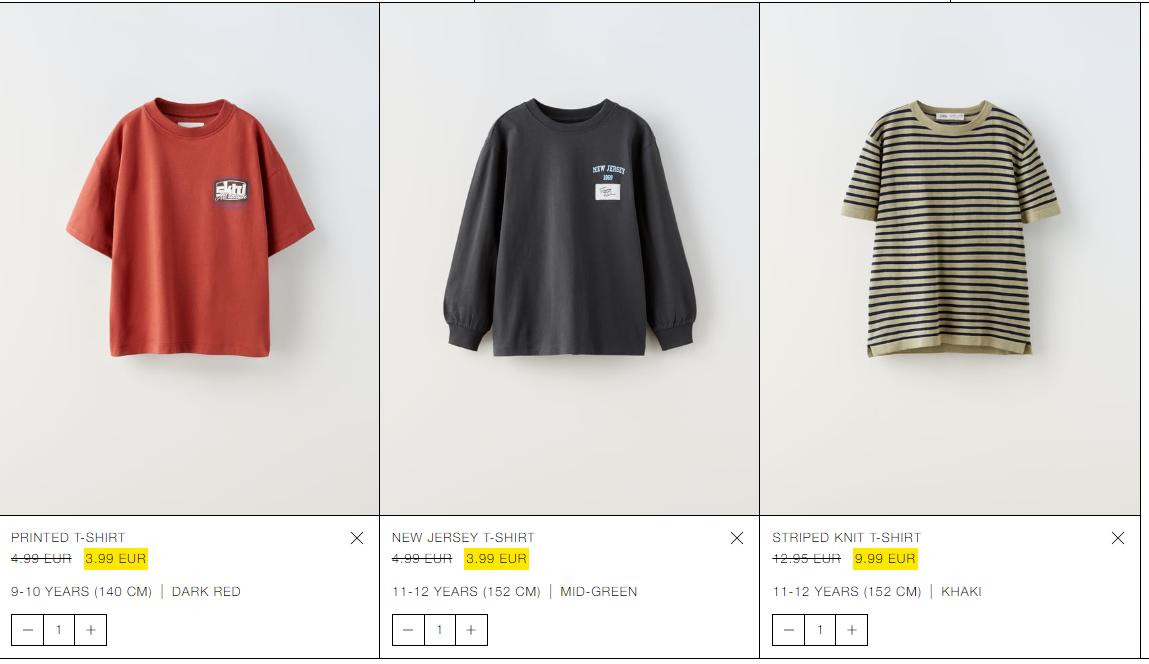 NEW JERSEY
1969
PRINTED T-SHIRT
4.99 EUR 3.99 EUR
9-10 YEARS (140 CM) | DARK RED
1
NEW JERSEY T-SHIRT
4.99 EUR 3.99 EUR
11-12 YEARS (152 CM) | MID-GREEN
1
STRIPED KNIT T-SHIRT
12.95 EUR 9.99 EUR
11-12 YEARS (152 CM) | KHAKI
1